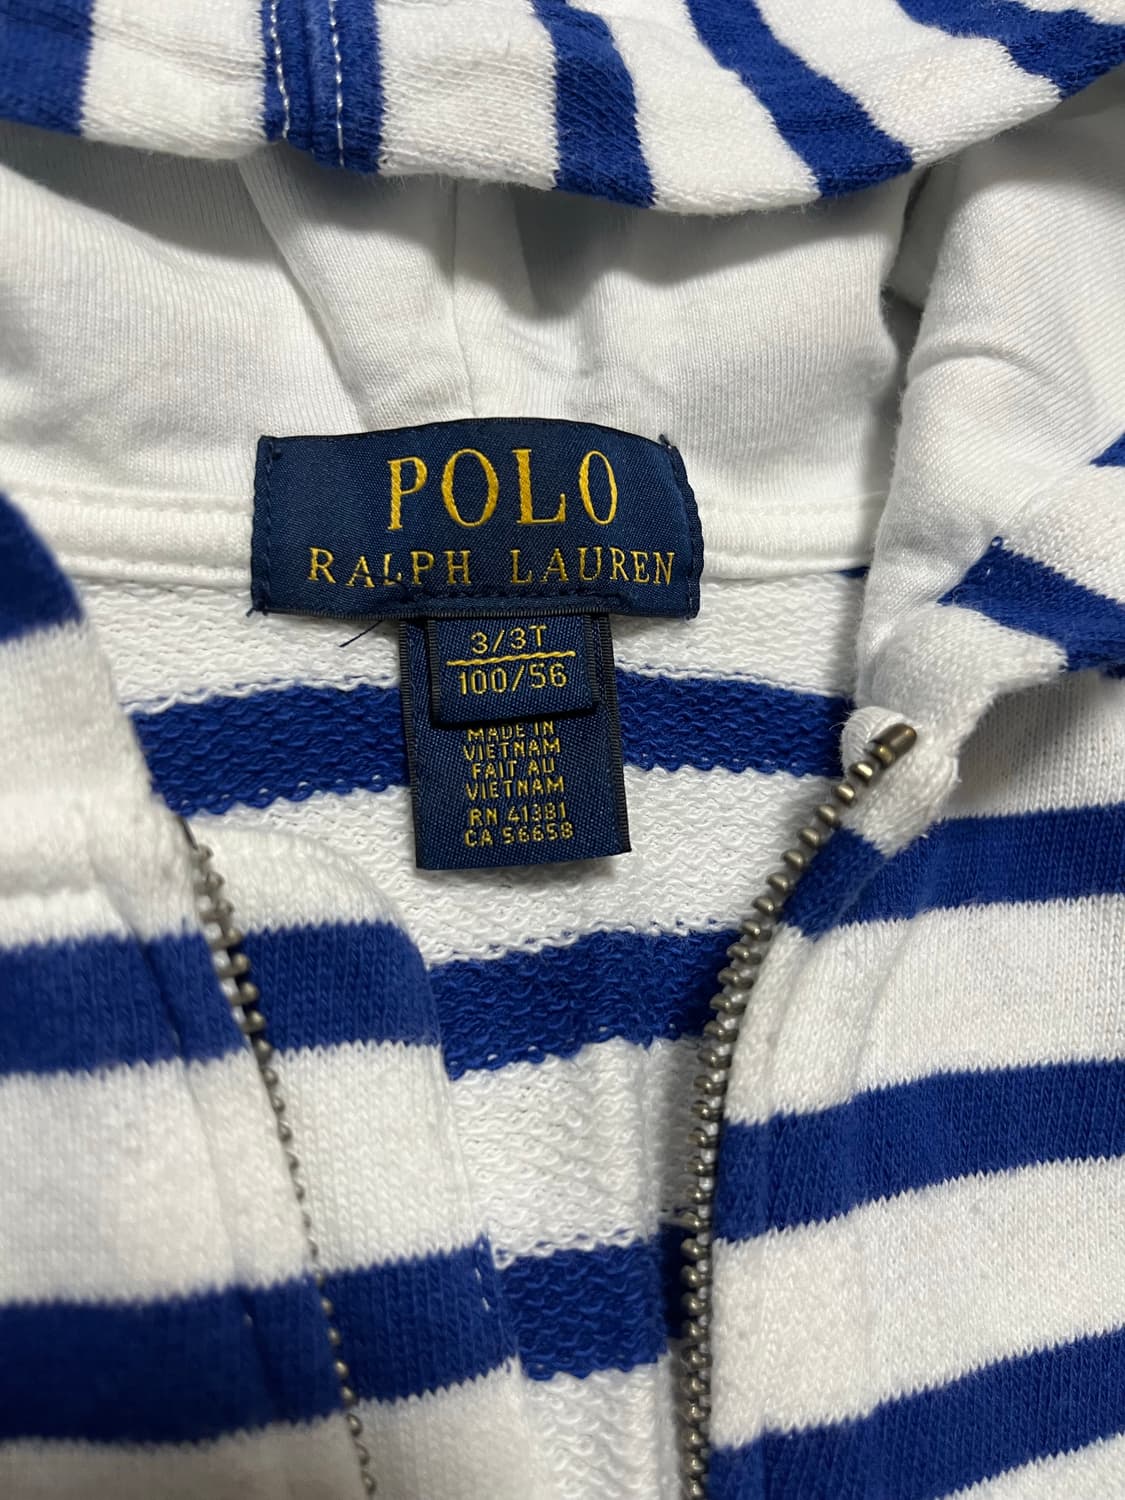 POLO
RALPH LAUREN
3/3T
100/56
MADE IN
VIETNAM
FAIT AU
VIETNAM
RN 41381
CA 56658